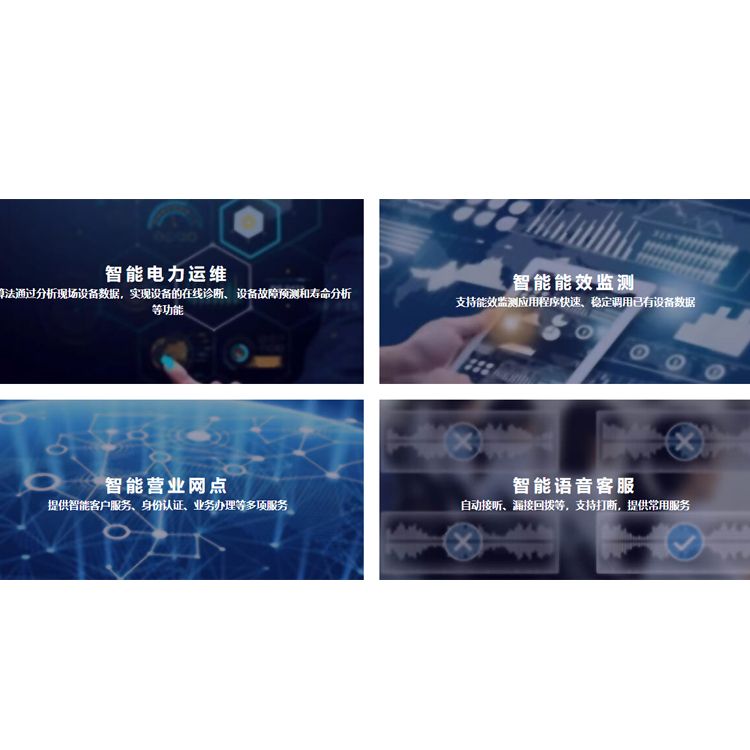 智能电力运维
算法通过分析现场设备数据，实现设备的在线诊断、设备故障预测和寿命分析
等功能
智能能效监测
支持能效监测应用程序快速、稳定调用已有设备数据
智能营业网点
提供智能客户服务、身份认证、业务办理等多项服务
智能语音客服
自动接听、漏接回拨等，支持打断，提供常用服务